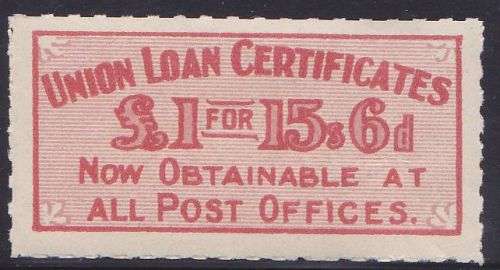 UNION LOAN CERTIFICATES
£1 FOR 15s 6d
NOW OBTAINABLE AT
ALL POST OFFICES.